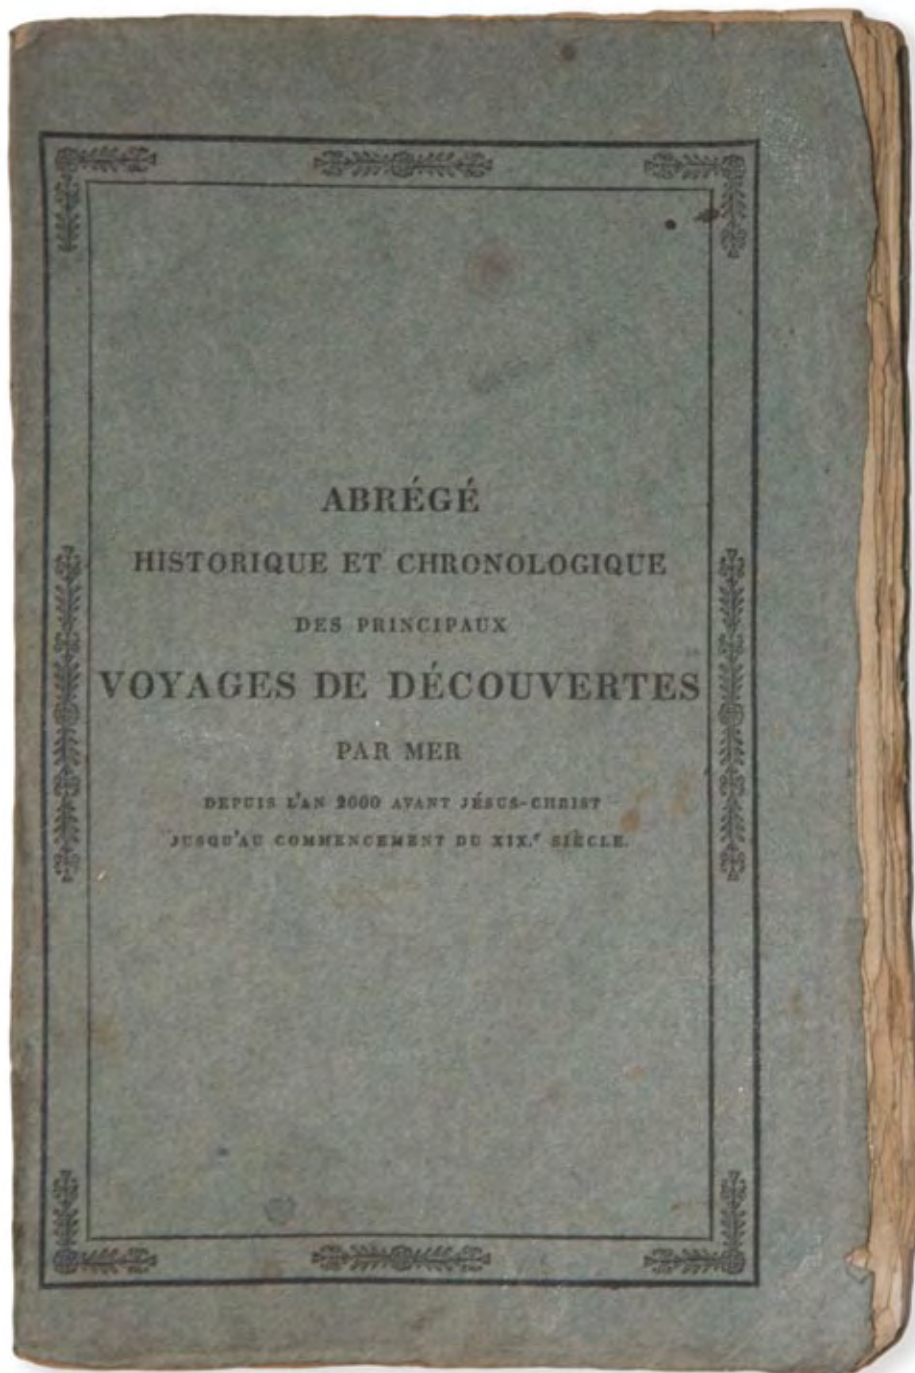 ABRÉGÉ
HISTORIQUE ET CHRONOLOGIQUE
DES PRINCIPAUX
VOYAGES DE DÉCOUVERTES
PAR MER
DEPUIS L'AN 2000 AVANT JÉSUS-CHRIST
JUSQU'AU COMMENCEMENT DU XIX.e SIÈCLE.